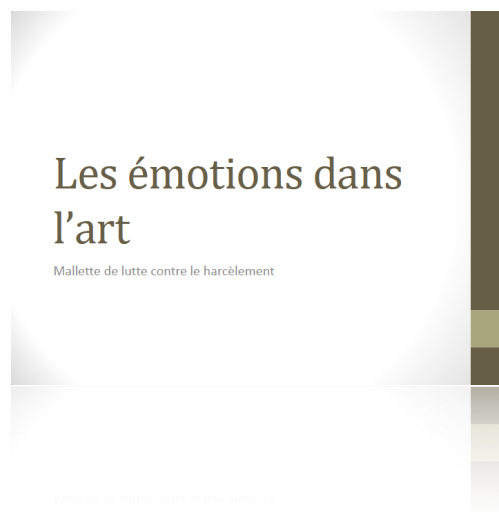 Les émotions dans
l’art
Mallette de lutte contre le harcèlement